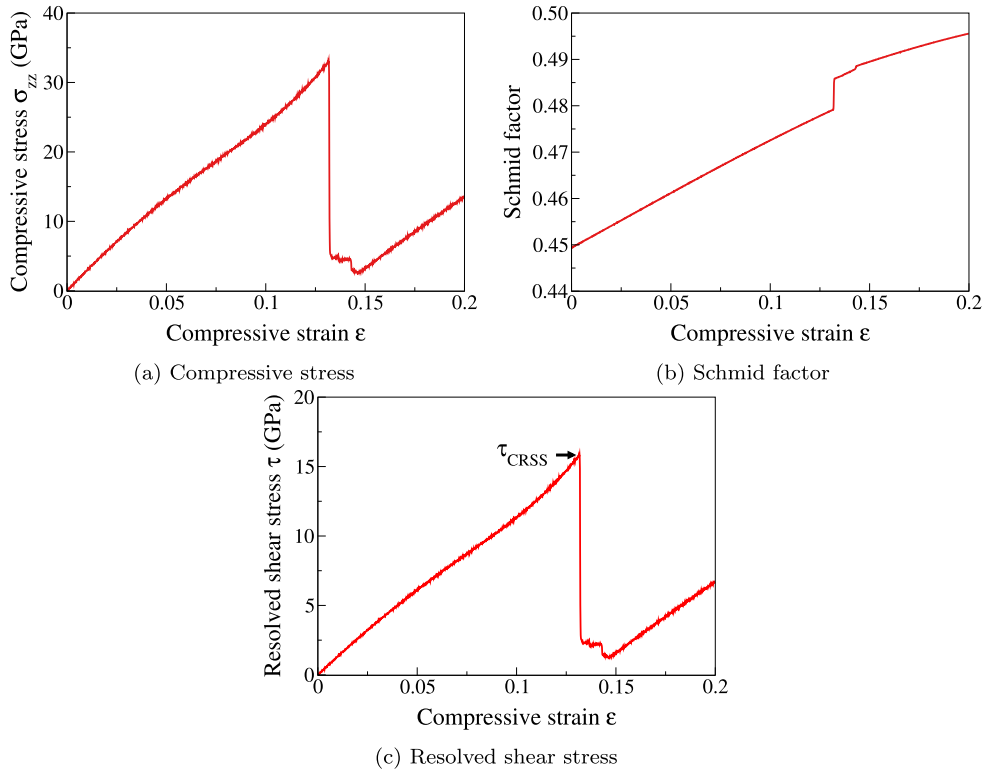 Compressive stress σzz (GPa)
40
30
20
10
0
0 0.05 0.1 0.15 0.2
Compressive strain ε
(a) Compressive stress
Schmid factor
0.50
0.49
0.48
0.47
0.46
0.45
0.44
0 0.05 0.1 0.15 0.2
Compressive strain ε
(b) Schmid factor
Resolved shear stress τ (GPa)
20
15
10
5
0
τCRSS
0 0.05 0.1 0.15 0.2
Compressive strain ε
(c) Resolved shear stress